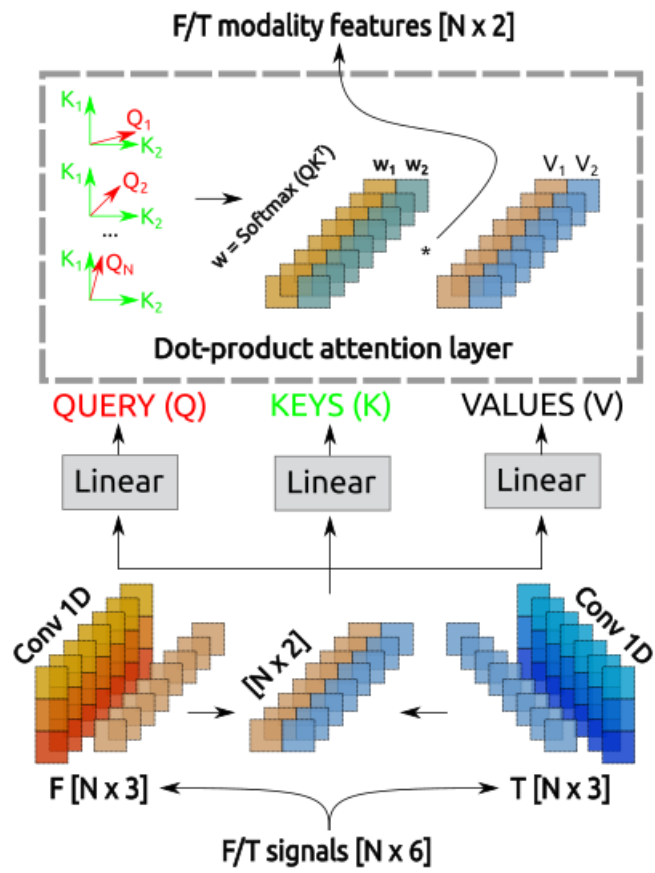 F/T modality features [N x 2]
K₁ Q₁ K₂
K₁ Q₂ K₂
...
K₁ Q_N K₂
w = Softmax (QKᵀ)
w₁ w₂
*
V₁ V₂
Dot-product attention layer
QUERY (Q) KEYS (K) VALUES (V)
Linear Linear Linear
Conv 1D
[N x 2]
Conv 1D
F [N x 3] T [N x 3]
F/T signals [N x 6]